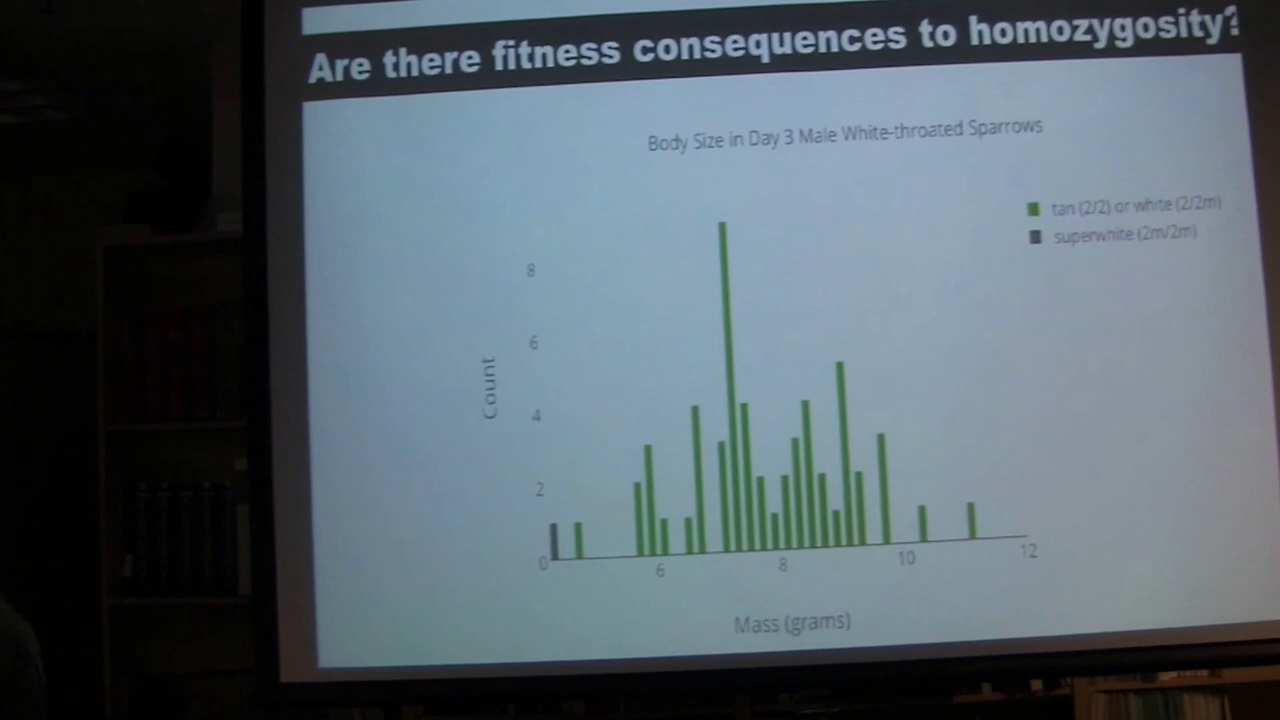 Are there fitness consequences to homozygosity?
Body Size in Day 3 Male White-throated Sparrows
tan (2/2) or white (2/2m)
superwhite (2m/2m)
8
6
4
2
0
Count
6
8
10
12
Mass (grams)